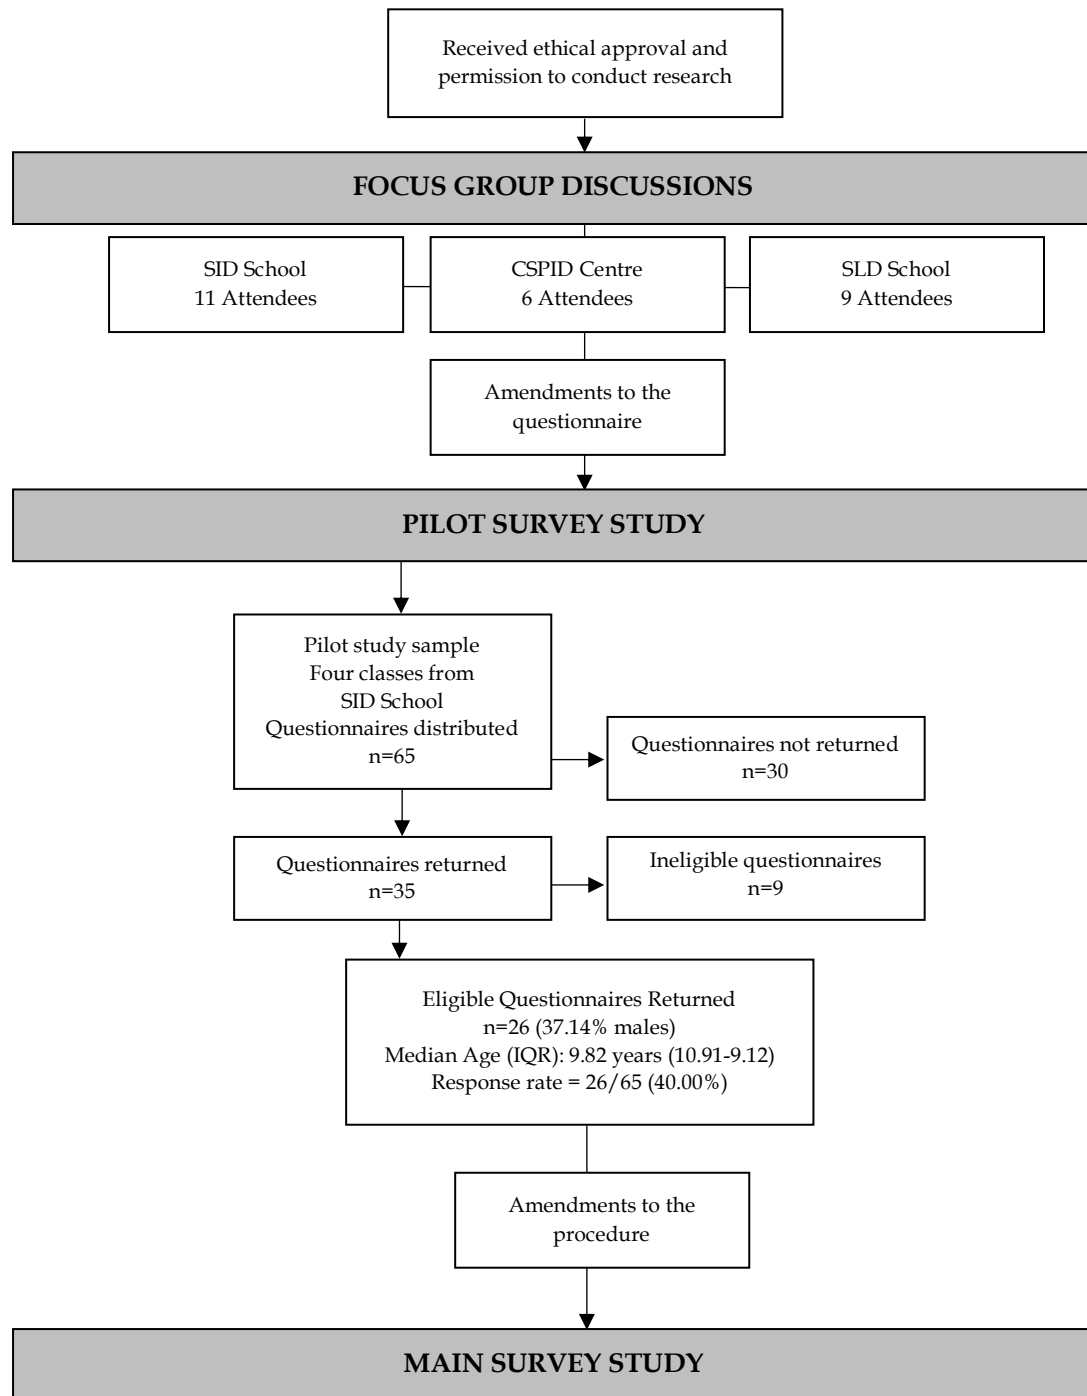 Received ethical approval and
permission to conduct research
FOCUS GROUP DISCUSSIONS
SID School
11 Attendees
CSPID Centre
6 Attendees
SLD School
9 Attendees
Amendments to the
questionnaire
PILOT SURVEY STUDY
Pilot study sample
Four classes from
SID School
Questionnaires distributed
n=65
Questionnaires not returned
n=30
Questionnaires returned
n=35
Ineligible questionnaires
n=9
Eligible Questionnaires Returned
n=26 (37.14% males)
Median Age (IQR): 9.82 years (10.91-9.12)
Response rate = 26/65 (40.00%)
Amendments to the
procedure
MAIN SURVEY STUDY